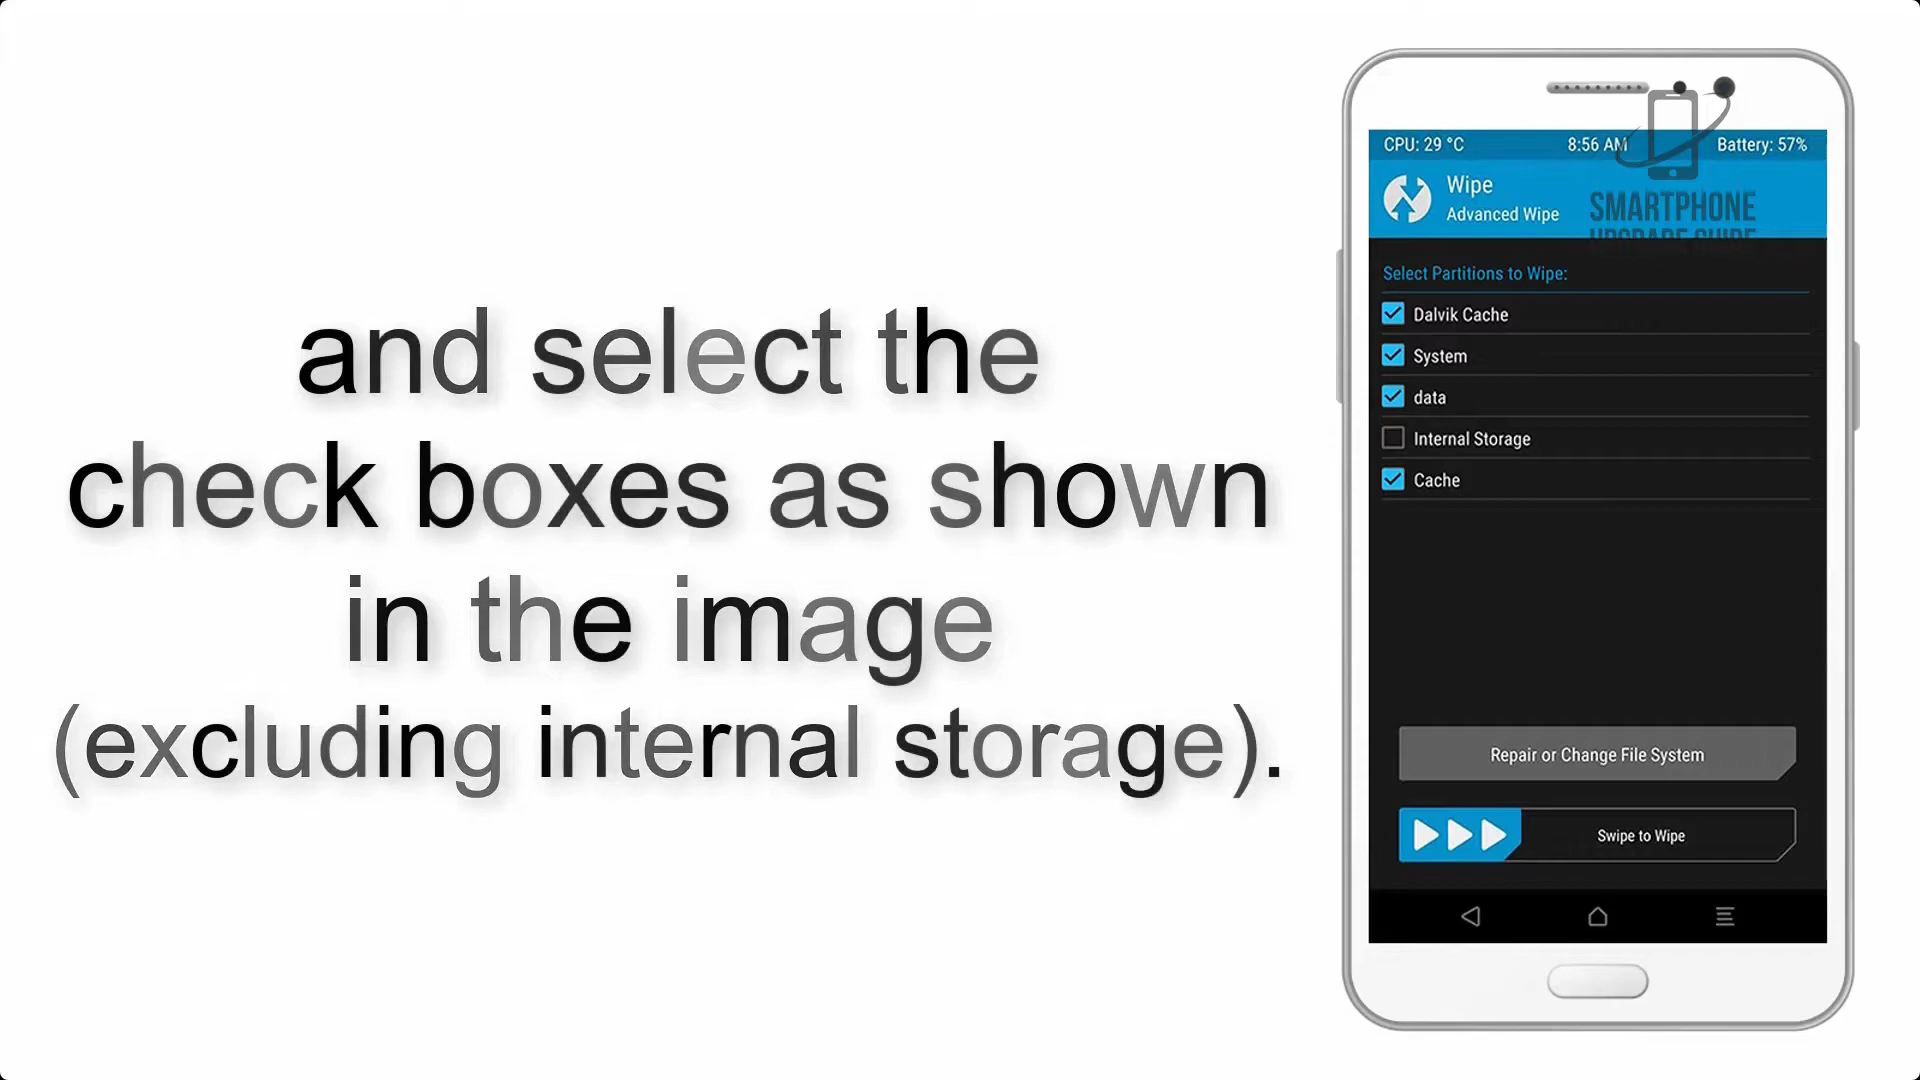 and select the
check boxes as shown
in the image
(excluding internal storage).
CPU: 29 °C
8:56 AM
Battery: 57%
Wipe
Advanced Wipe
SMARTPHONE
UPGRADE GUIDE
Select Partitions to Wipe:
Dalvik Cache
System
data
Internal Storage
Cache
Repair or Change File System
Swipe to Wipe